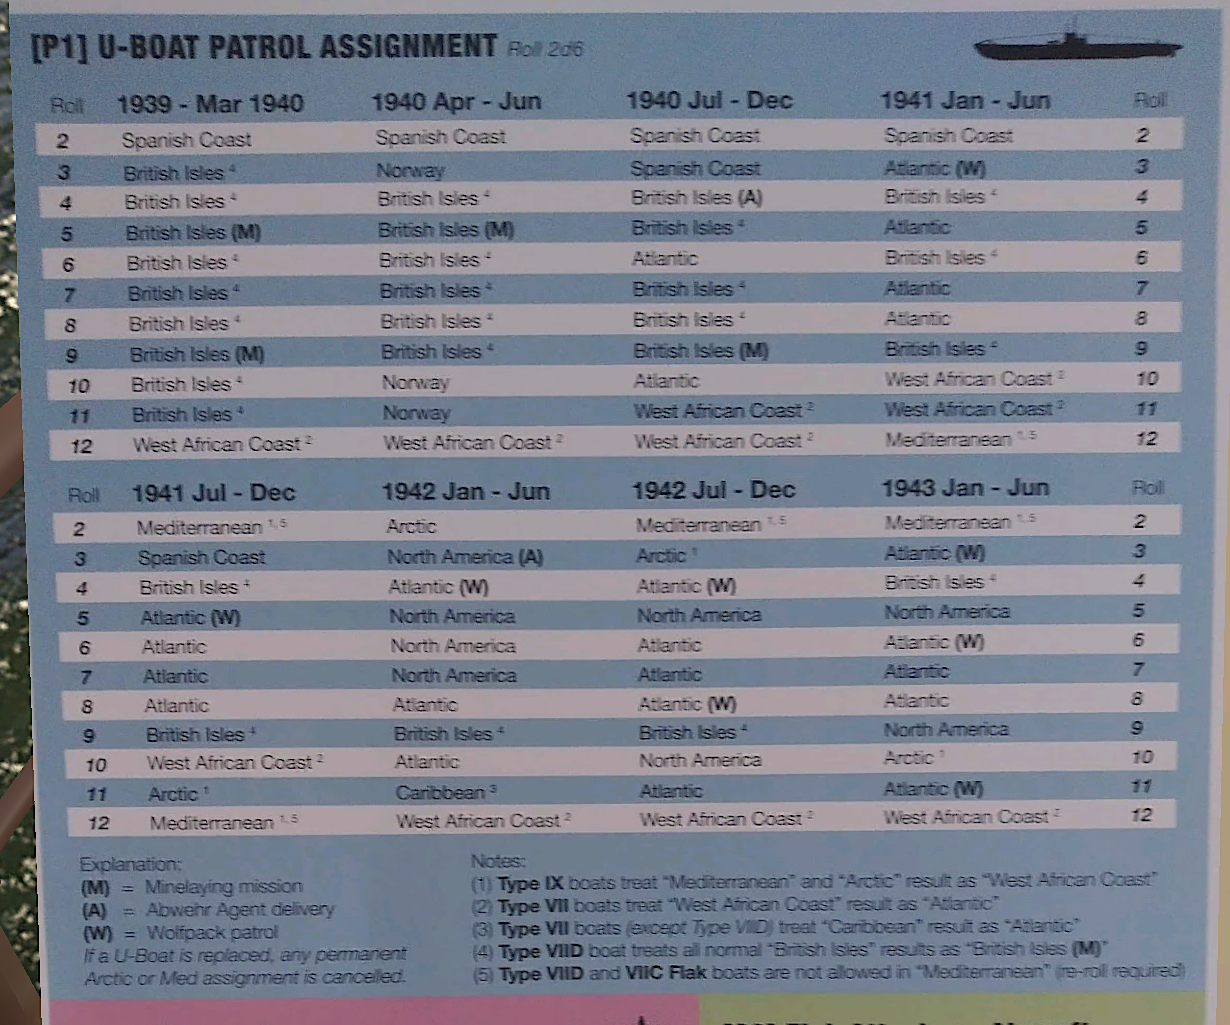 [P1] U-BOAT PATROL ASSIGNMENT Roll 2d6
Roll 1939 - Mar 1940 1940 Apr - Jun 1940 Jul - Dec 1941 Jan - Jun Roll
2 Spanish Coast Spanish Coast Spanish Coast Spanish Coast 2
3 British Isles ⁴ Norway Spanish Coast Atlantic (W) 3
4 British Isles ⁴ British Isles ⁴ British Isles (A) British Isles ⁴ 4
5 British Isles (M) British Isles (M) British Isles ⁴ Atlantic 5
6 British Isles ⁴ British Isles ⁴ Atlantic British Isles ⁴ 6
7 British Isles ⁴ British Isles ⁴ British Isles ⁴ Atlantic 7
8 British Isles ⁴ British Isles ⁴ British Isles ⁴ Atlantic 8
9 British Isles (M) British Isles ⁴ British Isles (M) British Isles ⁴ 9
10 British Isles ⁴ Norway Atlantic West African Coast ² 10
11 British Isles ⁴ Norway West African Coast ² West African Coast ² 11
12 West African Coast ² West African Coast ² West African Coast ² Mediterranean ¹,⁵ 12
Roll 1941 Jul - Dec 1942 Jan - Jun 1942 Jul - Dec 1943 Jan - Jun Roll
2 Mediterranean ¹,⁵ Arctic Mediterranean ¹,⁵ Mediterranean ¹,⁵ 2
3 Spanish Coast North America (A) Arctic ¹ Atlantic (W) 3
4 British Isles ⁴ Atlantic (W) Atlantic (W) British Isles ⁴ 4
5 Atlantic (W) North America North America North America 5
6 Atlantic North America Atlantic Atlantic (W) 6
7 Atlantic North America Atlantic Atlantic 7
8 Atlantic Atlantic Atlantic (W) Atlantic 8
9 British Isles ⁴ British Isles ⁴ British Isles ⁴ North America 9
10 West African Coast ² Atlantic North America Arctic ¹ 10
11 Arctic ¹ Caribbean ³ Atlantic Atlantic (W) 11
12 Mediterranean ¹,⁵ West African Coast ² West African Coast ² West African Coast ² 12
Explanation:
(M) = Minelaying mission
(A) = Abwehr Agent delivery
(W) = Wolfpack patrol
If a U-Boat is replaced, any permanent
Arctic or Med assignment is cancelled.
Notes:
(1) Type IX boats treat "Mediterranean" and "Arctic" result as "West African Coast"
(2) Type VII boats treat "West African Coast" result as "Atlantic"
(3) Type VII boats (except Type VIID) treat "Caribbean" result as "Atlantic"
(4) Type VIID boat treats all normal "British Isles" results as "British Isles (M)"
(5) Type VIID and VIIC Flak boats are not allowed in "Mediterranean" (re-roll required)